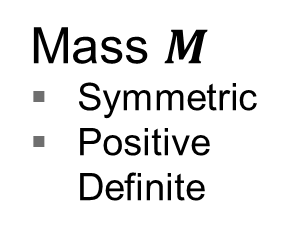 Mass M
▪ Symmetric
▪ Positive
Definite